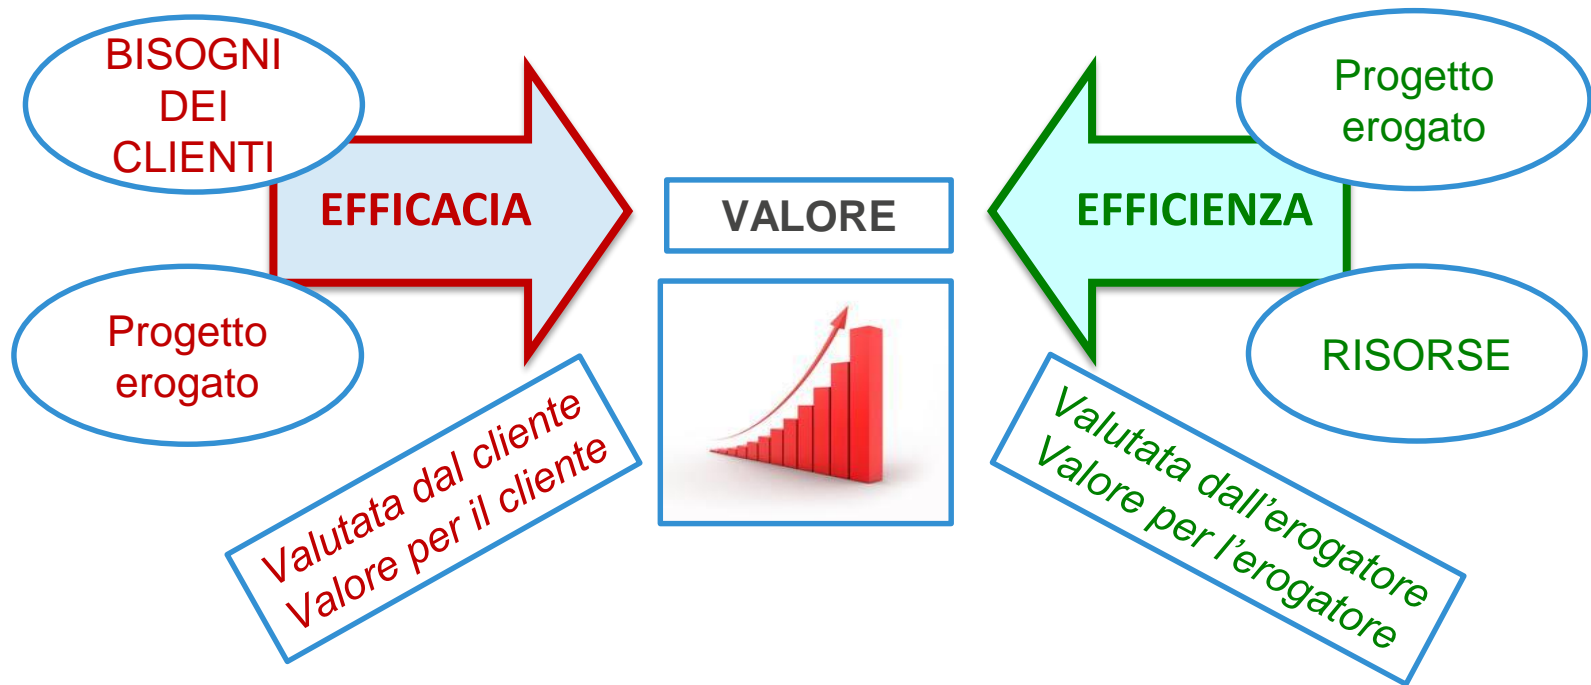 BISOGNI
DEI
CLIENTI
EFFICACIA
Progetto
erogato
Valutata dal cliente
Valore per il cliente
VALORE
Progetto
erogato
EFFICIENZA
RISORSE
Valutata dall’erogatore
Valore per l’erogatore